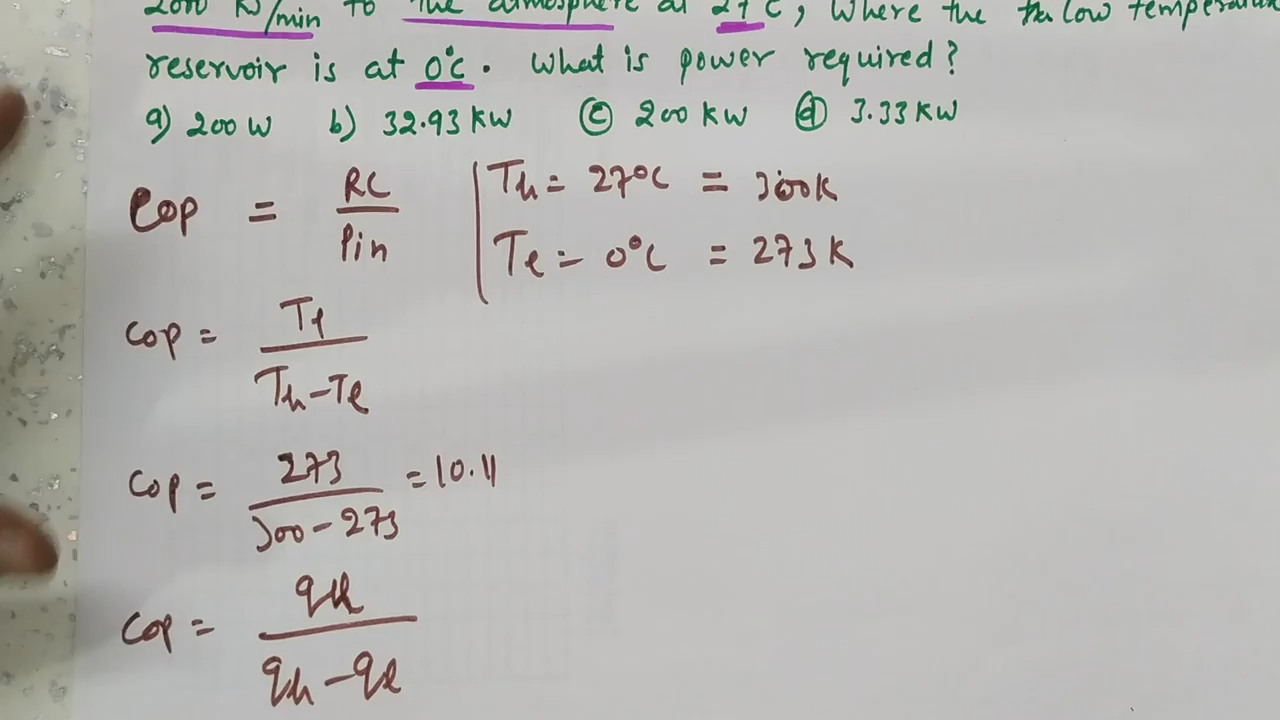 2000 KJ/min to the atmosphere at 27°C, where the low temperature
reservoir is at 0°C. What is power required?
a) 200 W b) 32.93 KW c) 200 KW d) 3.33 KW
Cop = RC / Pin
Th = 27°C = 300K
Tl = 0°C = 273K
Cop = Tl / Th-Tl
Cop = 273 / 300-273 = 10.11
Cop = / qh-ql